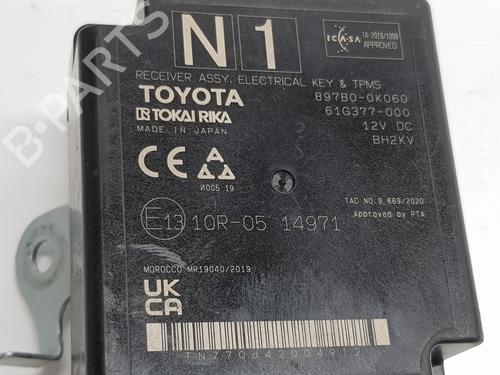 N 1
ICASA
TA-2019/1009
APPROVED
RECEIVER ASSY, ELECTRICAL KEY & TPMS
TOYOTA
897B0-0K060
TOKAI RIKA
61G377-000
MADE IN JAPAN
12V DC
BH2KV
CE
И005 19
TAC NO 9.669/2020
Approved by PTA
E13 10R-05 14971
MOROCCO MR19040/2019
UK
CA
TN770842004912
B-Parts